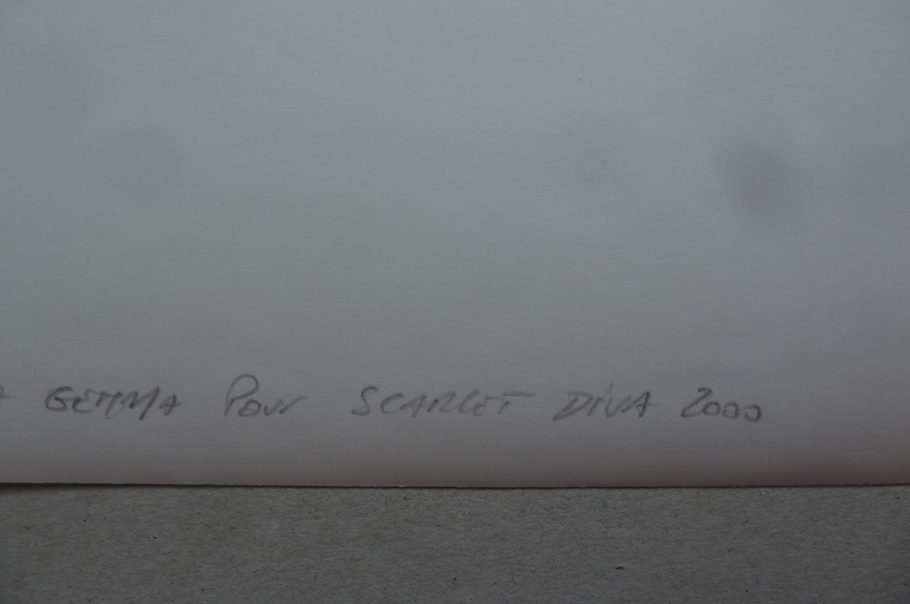 GEMMA POUR SCARLET DIVA 2000